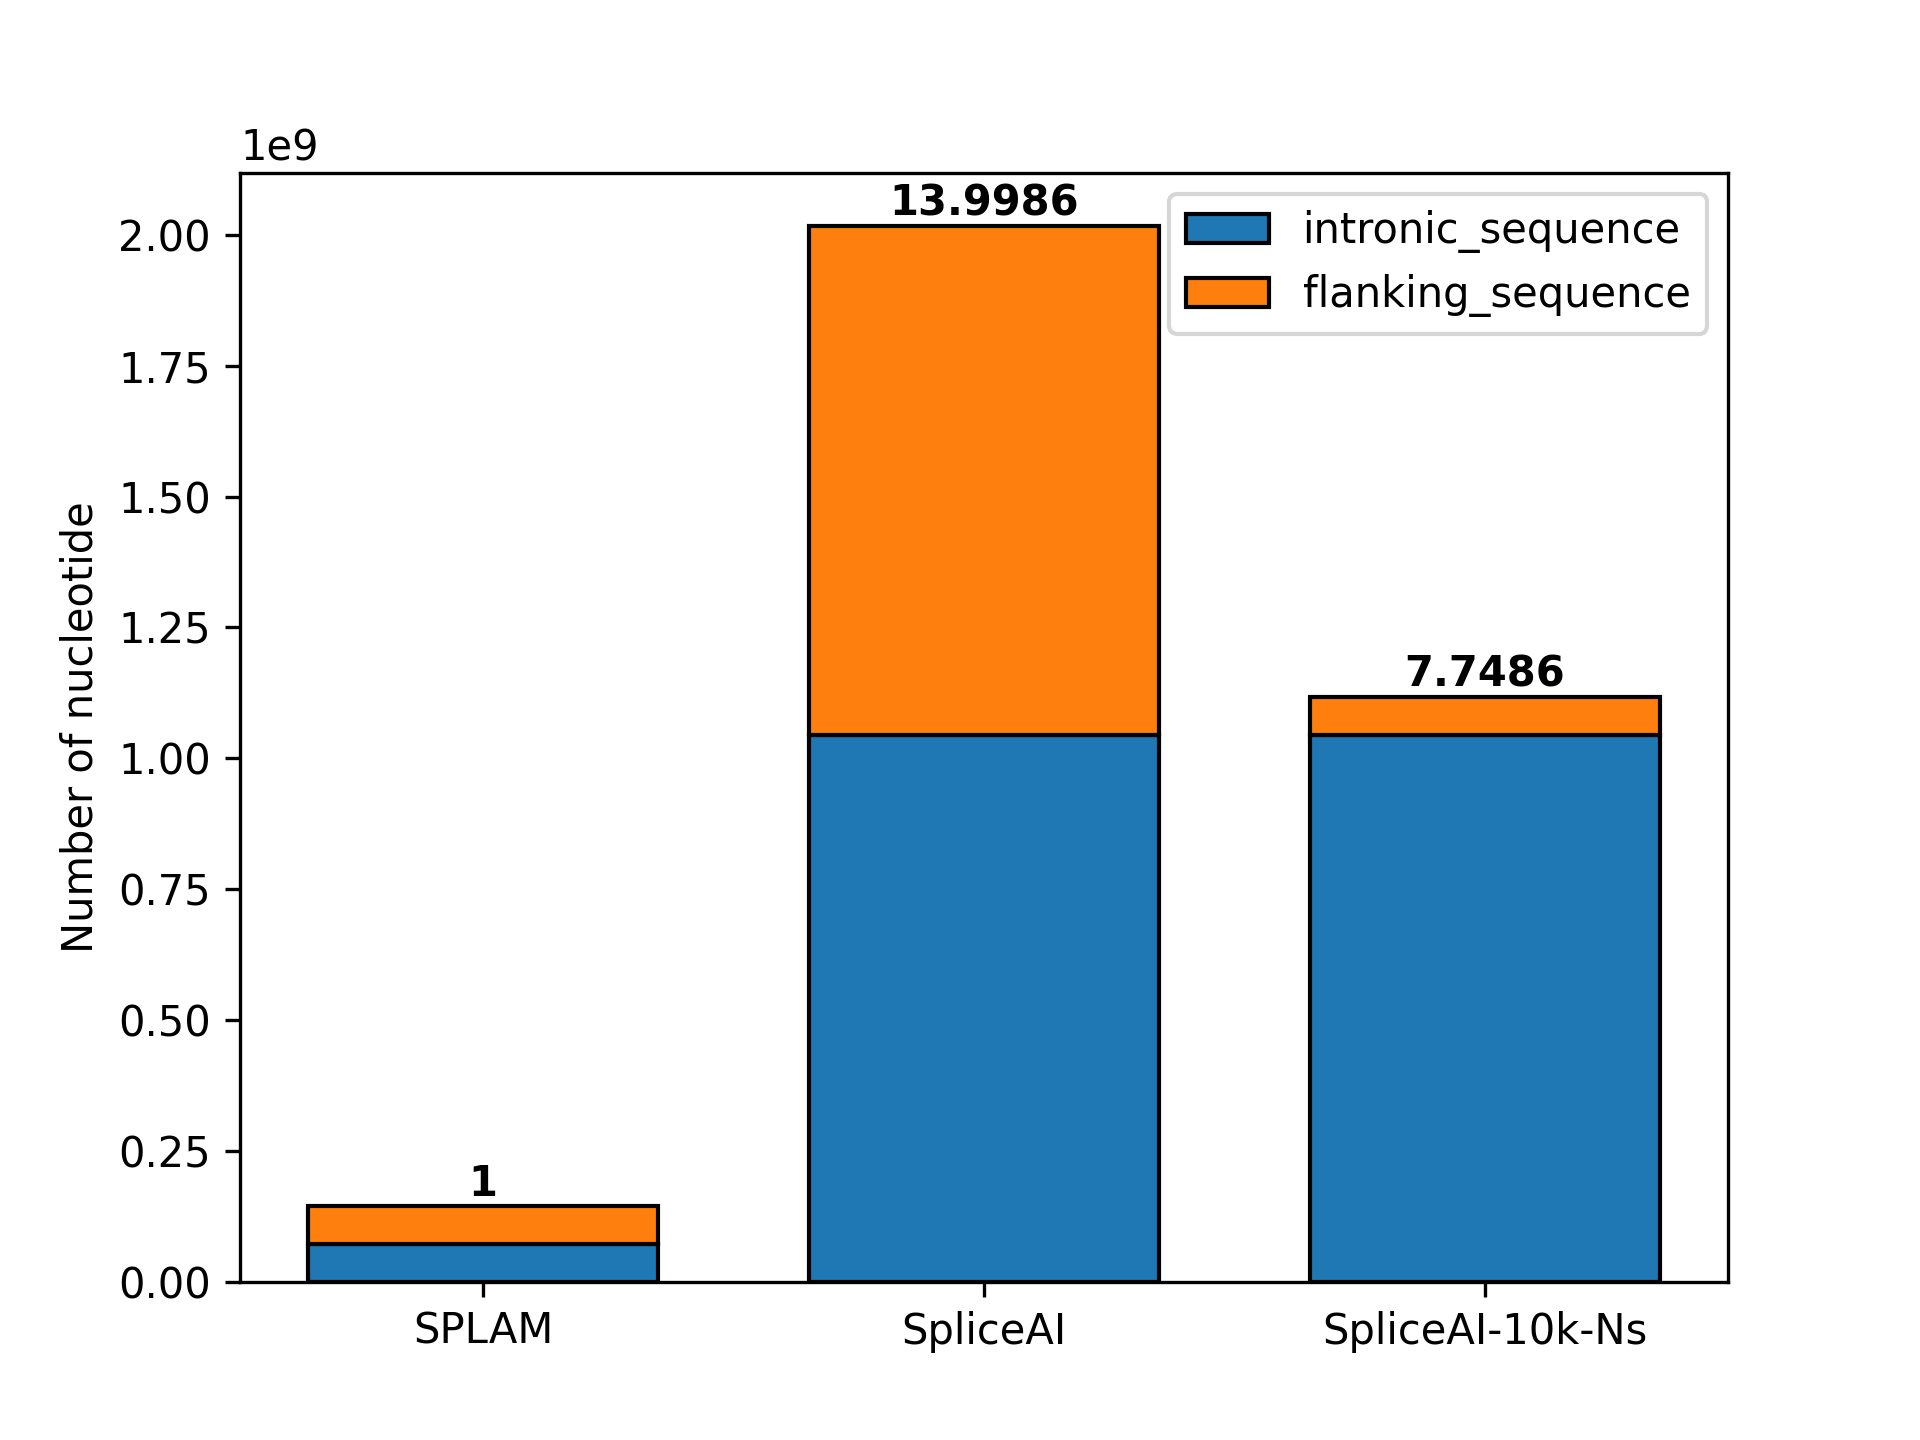 1e9
2.00
1.75
1.50
1.25
1.00
0.75
0.50
0.25
0.00
Number of nucleotide
13.9986
7.7486
1
intronic_sequence
flanking_sequence
SPLAM
SpliceAI
SpliceAI-10k-Ns